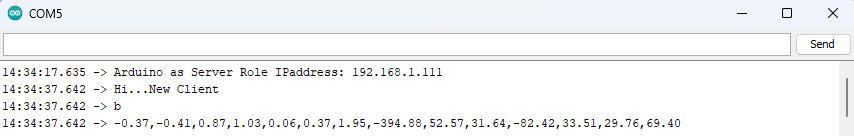 COM5
Send
14:34:17.635 -> Arduino as Server Role IPaddress: 192.168.1.111
14:34:37.642 -> Hi...New Client
14:34:37.642 -> b
14:34:37.642 -> -0.37,-0.41,0.87,1.03,0.06,0.37,1.95,-394.88,52.57,31.64,-82.42,33.51,29.76,69.40